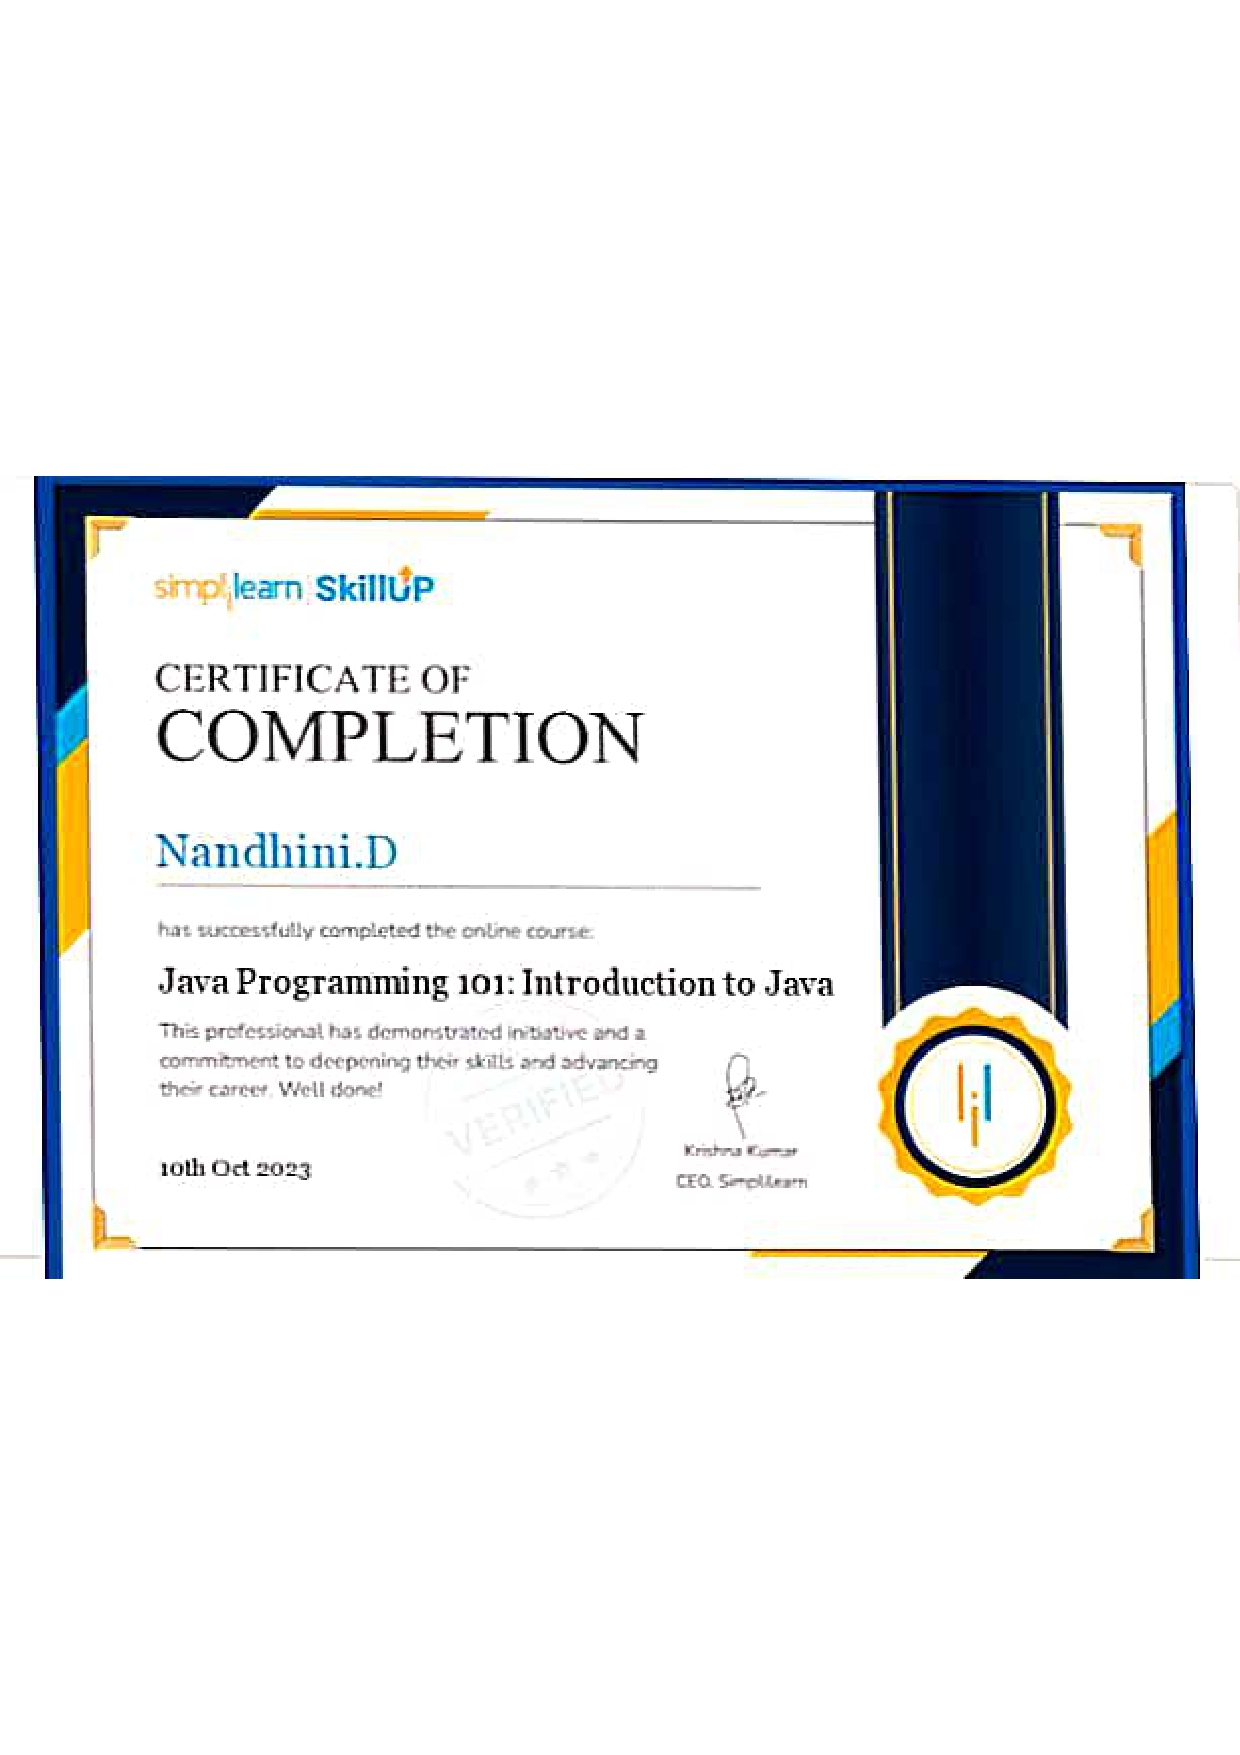 simplilearn | SkillUP
CERTIFICATE OF
COMPLETION
Nandhini.D
has successfully completed the online course:
Java Programming 101: Introduction to Java
This professional has demonstrated initiative and a
commitment to deepening their skills and advancing
their career. Well done!
VERIFIED
10th Oct 2023
Krishna Kumar
CEO, Simplilearn